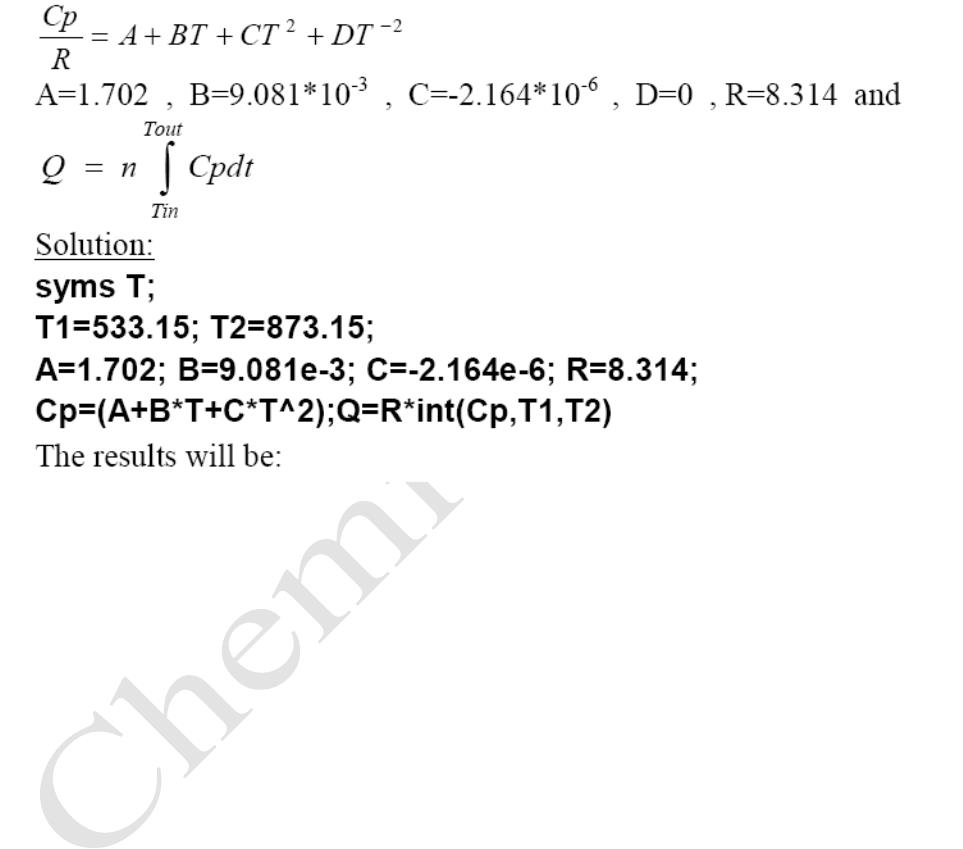 Cp
— = A + BT + CT ² + DT ⁻²
R
A=1.702 , B=9.081*10⁻³ , C=-2.164*10⁻⁶ , D=0 , R=8.314 and
Tout
Q = n ∫ Cpdt
Tin
Solution:
syms T;
T1=533.15; T2=873.15;
A=1.702; B=9.081e-3; C=-2.164e-6; R=8.314;
Cp=(A+B*T+C*T^2);Q=R*int(Cp,T1,T2)
The results will be:
Chemi